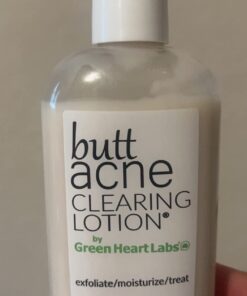 butt
acne
CLEARING
LOTION®
by
Green Heart Labs
exfoliate/moisturize/treat